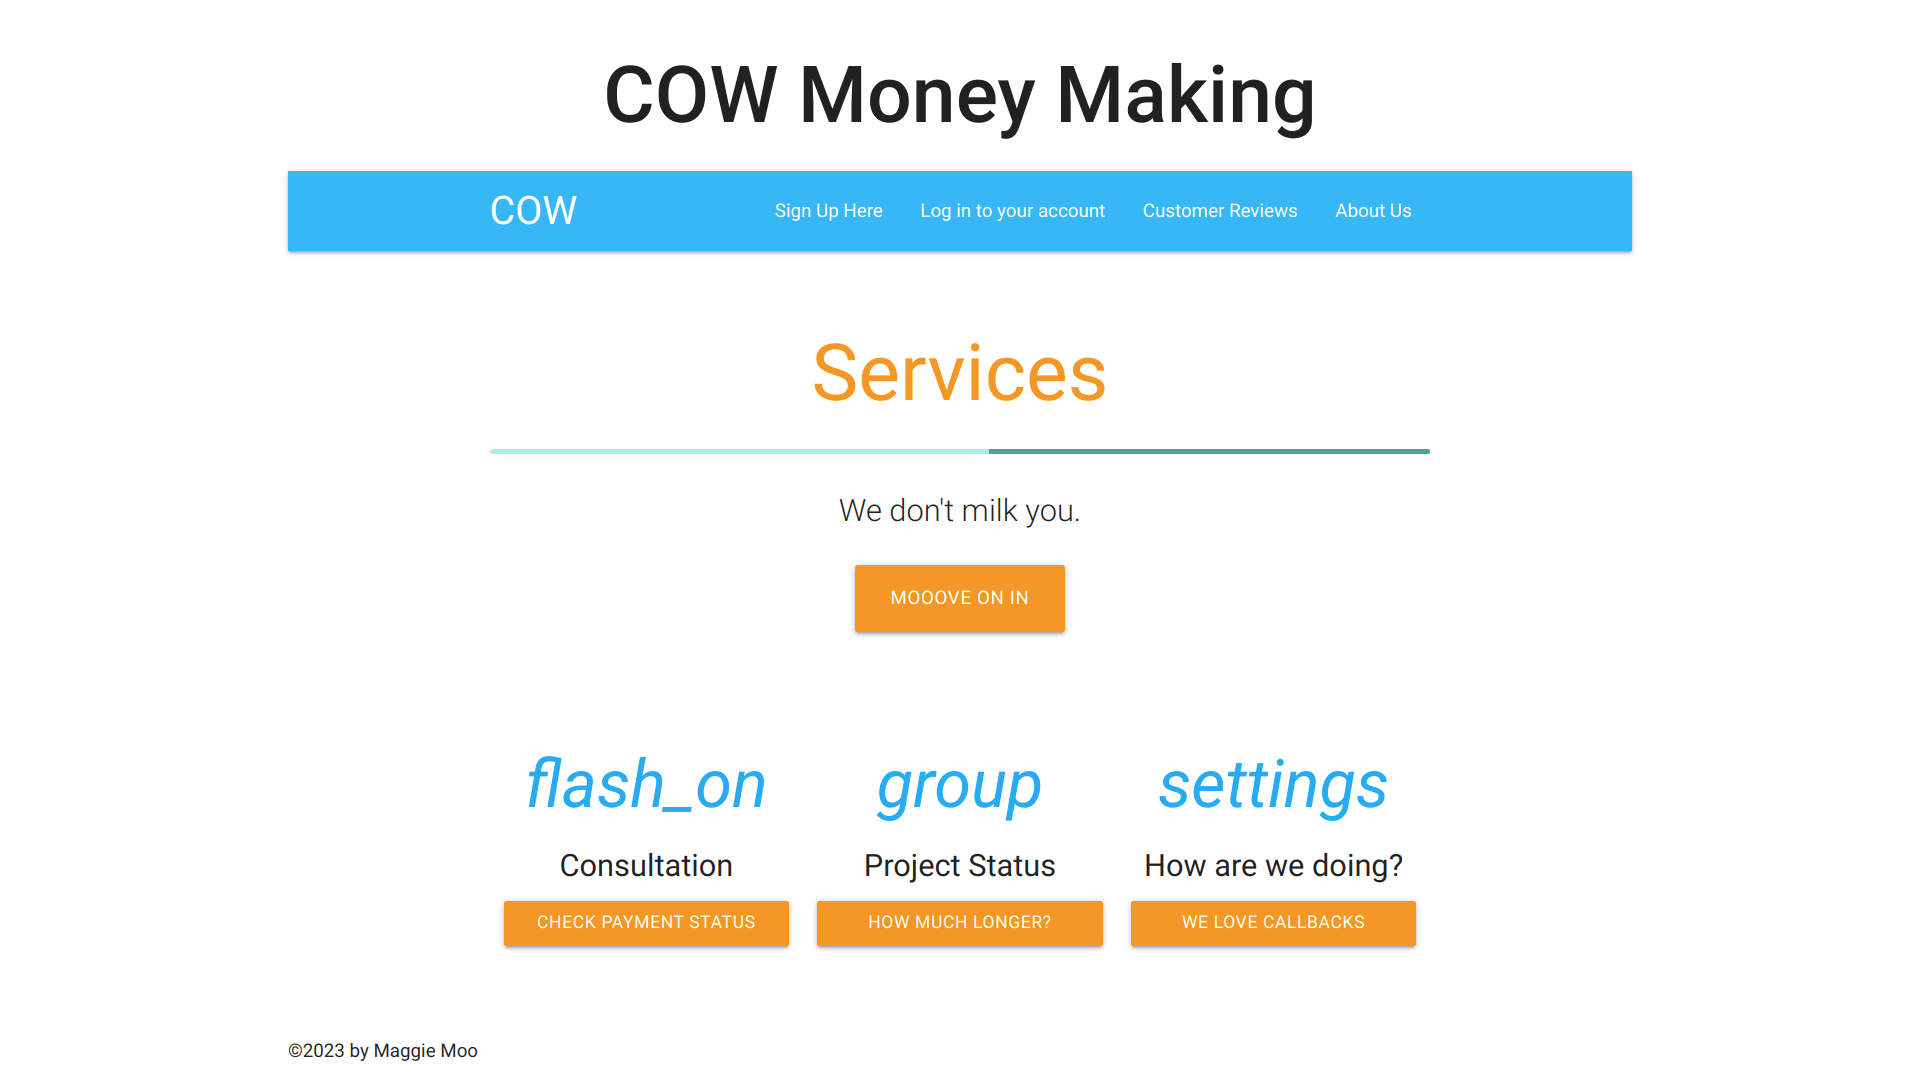 COW Money Making
COW Sign Up Here Log in to your account Customer Reviews About Us
Services
We don't milk you.
MOOOVE ON IN
flash_on group settings
Consultation Project Status How are we doing?
CHECK PAYMENT STATUS HOW MUCH LONGER? WE LOVE CALLBACKS
©2023 by Maggie Moo